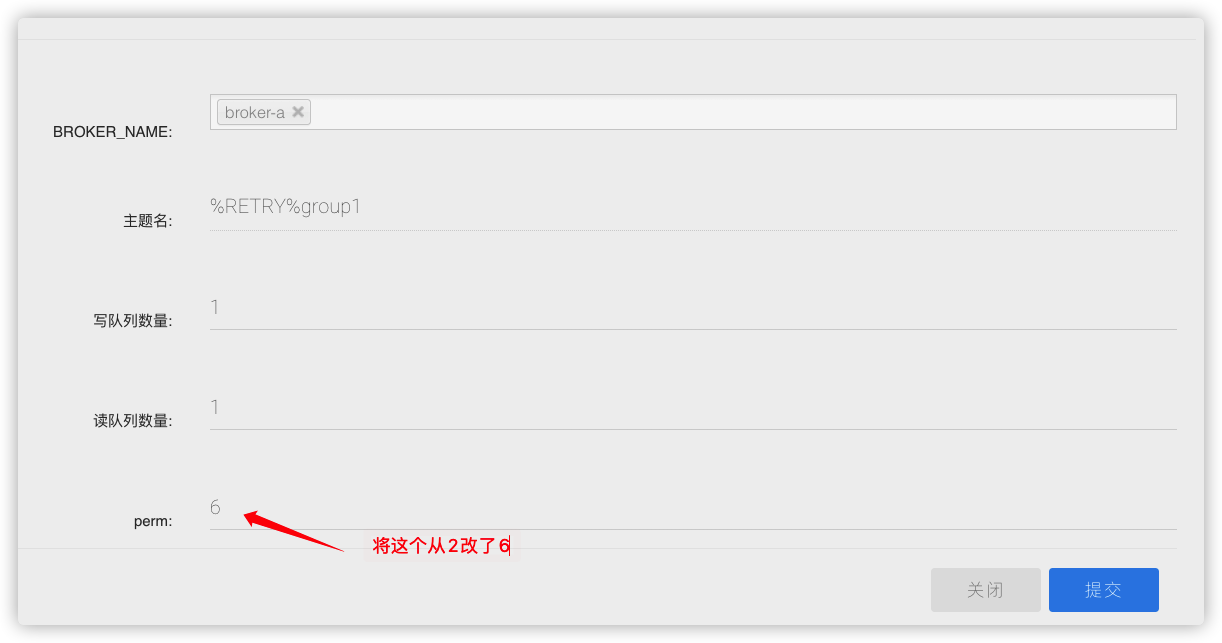 BROKER_NAME: broker-a
主题名: %RETRY%group1
写队列数量: 1
读队列数量: 1
perm: 6
将这个从2改了6
关闭 提交